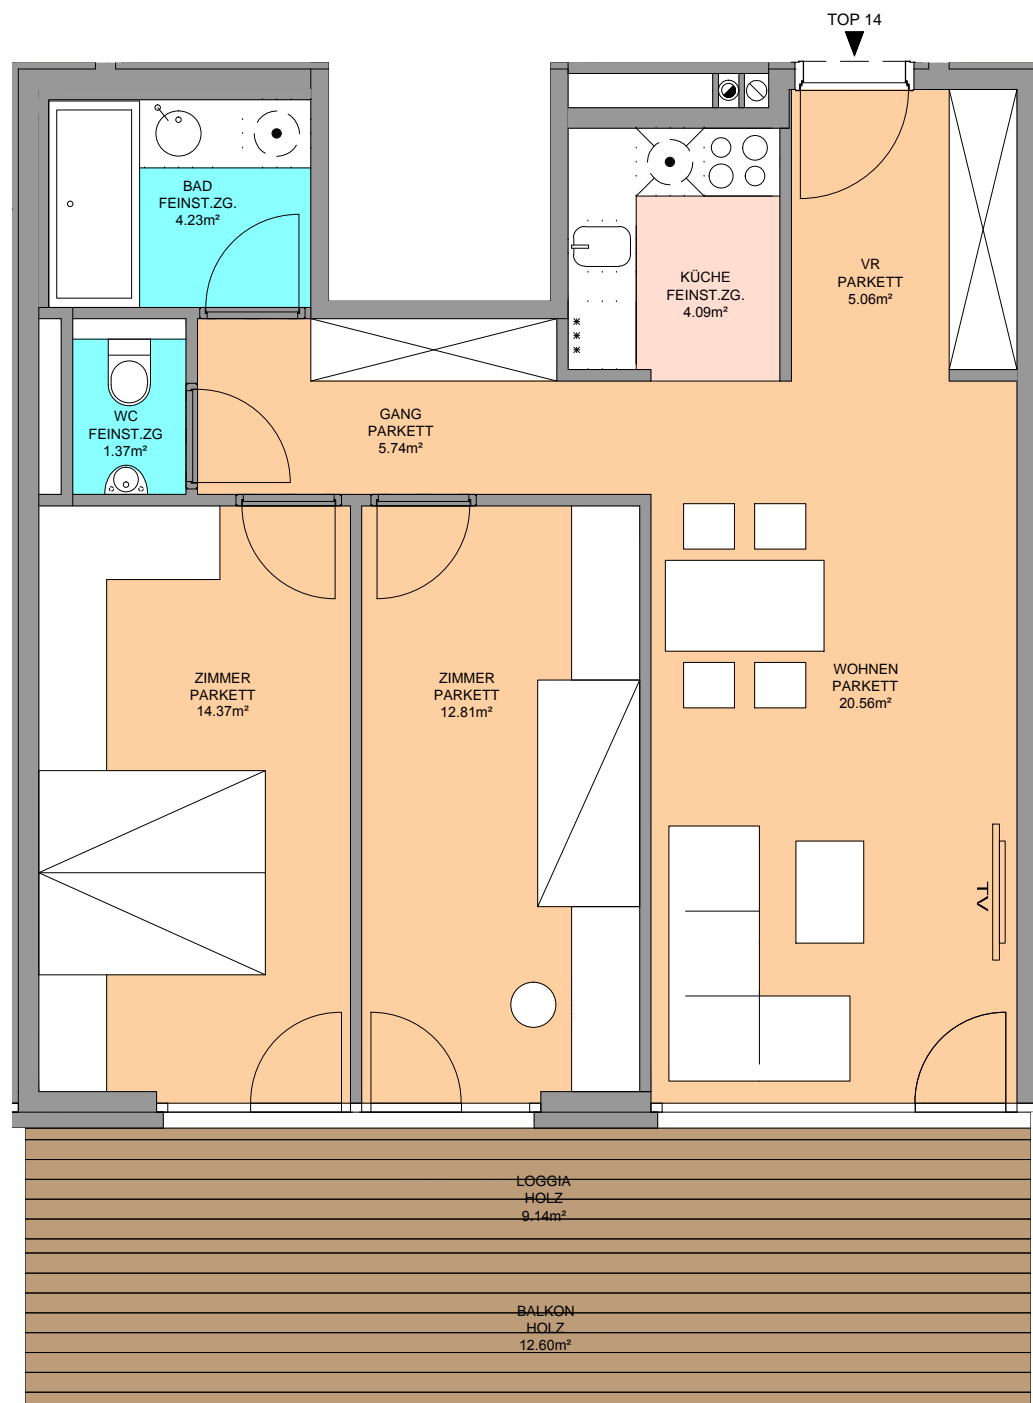 TOP 14
BAD
FEINST.ZG.
4.23m²
KÜCHE
FEINST.ZG.
4.09m²
VR
PARKETT
5.06m²
WC
FEINST.ZG
1.37m²
GANG
PARKETT
5.74m²
ZIMMER
PARKETT
14.37m²
ZIMMER
PARKETT
12.81m²
WOHNEN
PARKETT
20.56m²
TV
LOGGIA
HOLZ
9.14m²
BALKON
HOLZ
12.60m²